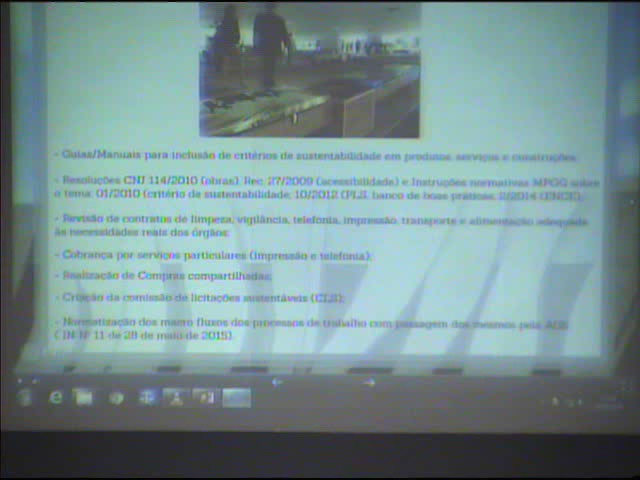 - Guias/Manuais para inclusão de critérios de sustentabilidade em produtos, serviços e construções;
- Resoluções CNJ 114/2010 (obras), Rec. 27/2009 (acessibilidade) e Instruções normativas MPOG sobre
o tema: 01/2010 (critério da sustentabilidade; 10/2012 (PLS, banco de boas práticas, 2/2014 (ENCE);
- Revisão de contratos de limpeza, vigilância, telefonia, impressão, transporte e alimentação adequada
às necessidades reais dos órgãos;
- Cobrança por serviços particulares (impressão e telefonia);
- Realização de Compras compartilhadas;
- Criação da comissão de licitações sustentáveis (CLS);
- Normatização dos macro fluxos dos processos de trabalho com passagem dos mesmos pela
( IN Nº 11 de 28 de maio de 2015).